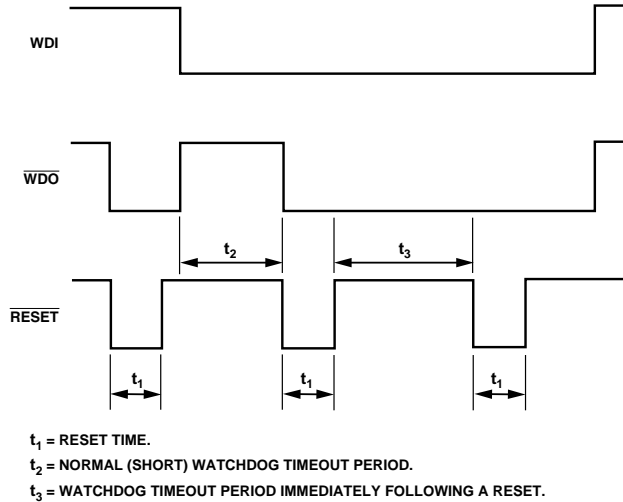 WDI
WDO
t2 t3
RESET
t1 t1 t1
t1 = RESET TIME.
t2 = NORMAL (SHORT) WATCHDOG TIMEOUT PERIOD.
t3 = WATCHDOG TIMEOUT PERIOD IMMEDIATELY FOLLOWING A RESET.